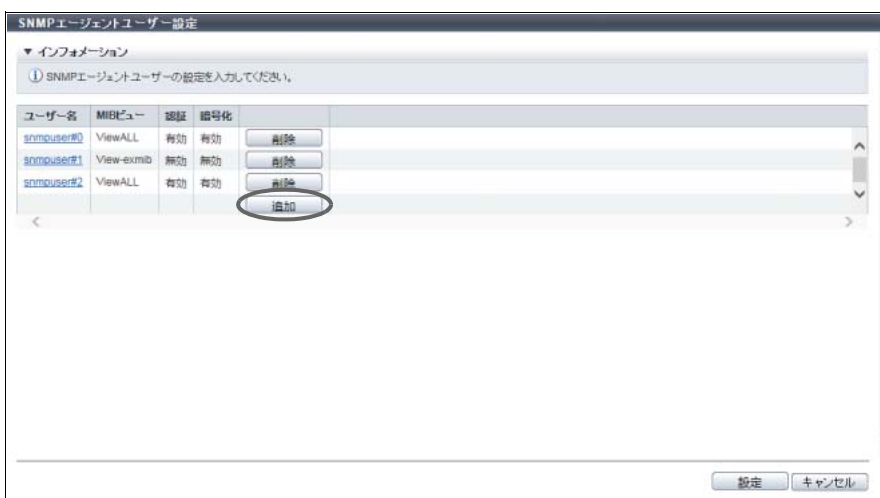 SNMPエージェントユーザー設定
▼ インフォメーション
SNMPエージェントユーザーの設定を入力してください。
ユーザー名 MIBビュー 認証 暗号化
snmpuser#0 ViewALL 有効 有効 削除
snmpuser#1 View-exmib 無効 無効 削除
snmpuser#2 ViewALL 有効 有効 削除
追加
設定 キャンセル